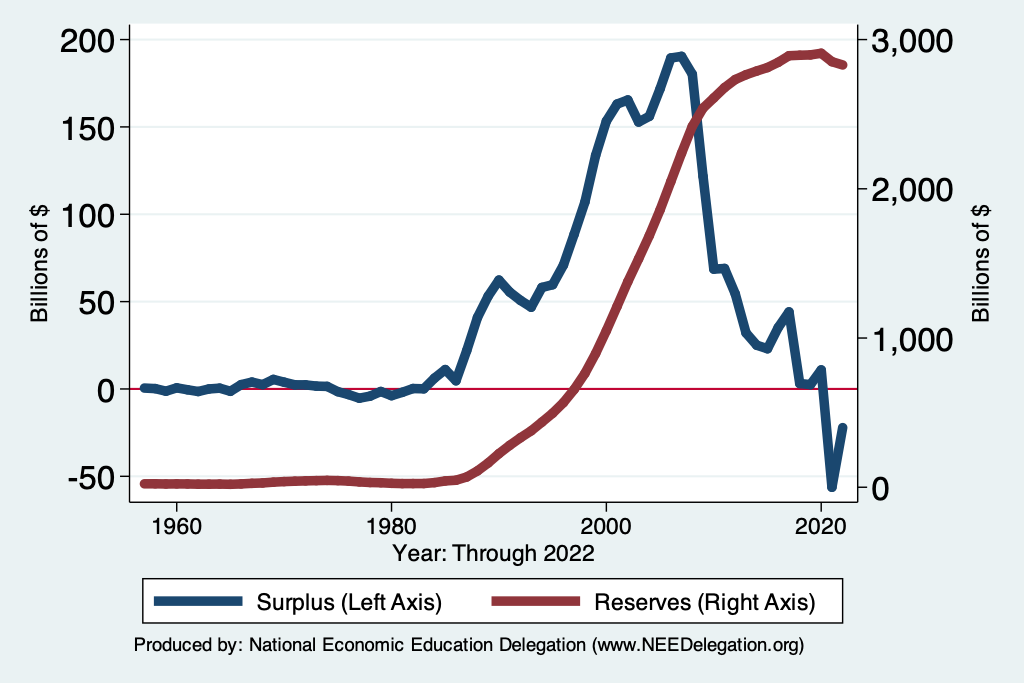 200
150
100
50
0
-50
Billions of $
3,000
2,000
1,000
0
Billions of $
1960
1980
2000
2020
Year: Through 2022
Surplus (Left Axis)
Reserves (Right Axis)
Produced by: National Economic Education Delegation (www.NEEDelegation.org)